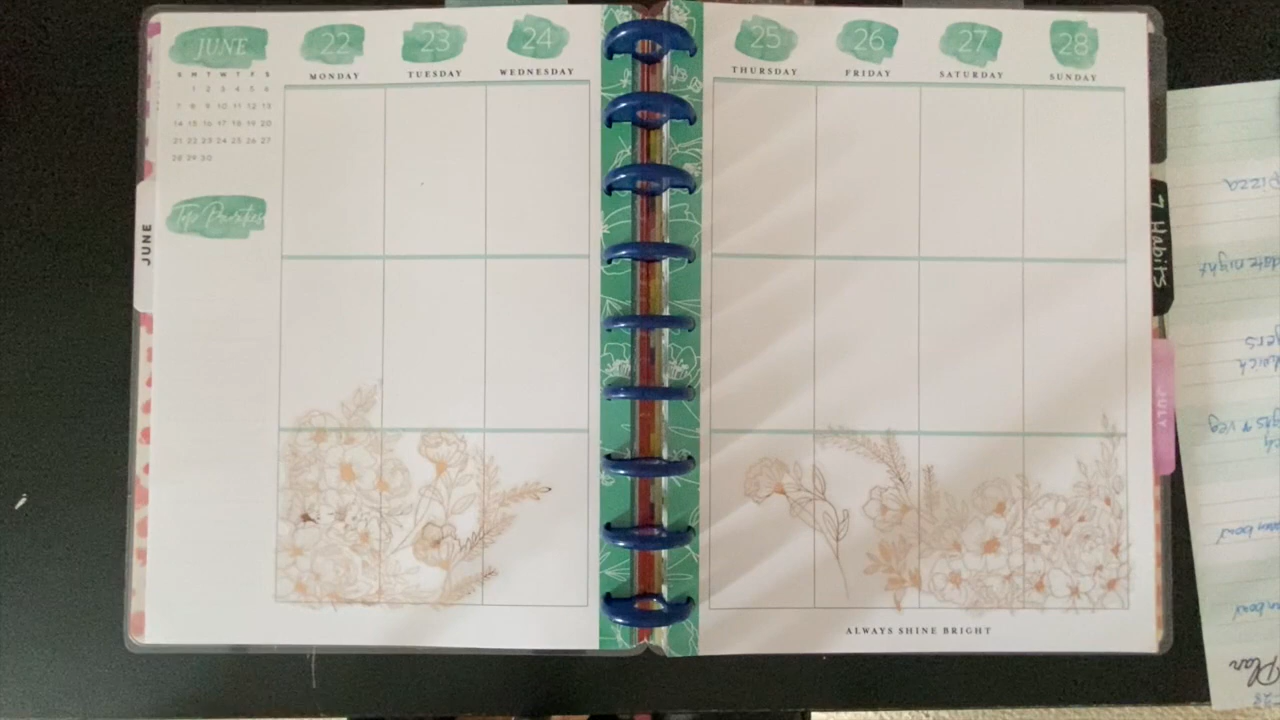 JUNE
S M T W T F S
1 2 3 4 5 6
7 8 9 10 11 12 13
14 15 16 17 18 19 20
21 22 23 24 25 26 27
28 29 30
Top Priorities
JUNE
22 23 24
MONDAY TUESDAY WEDNESDAY
25 26 27 28
THURSDAY FRIDAY SATURDAY SUNDAY
ALWAYS SHINE BRIGHT
7 Habits
JULY
Plan
veg
date night
pizza